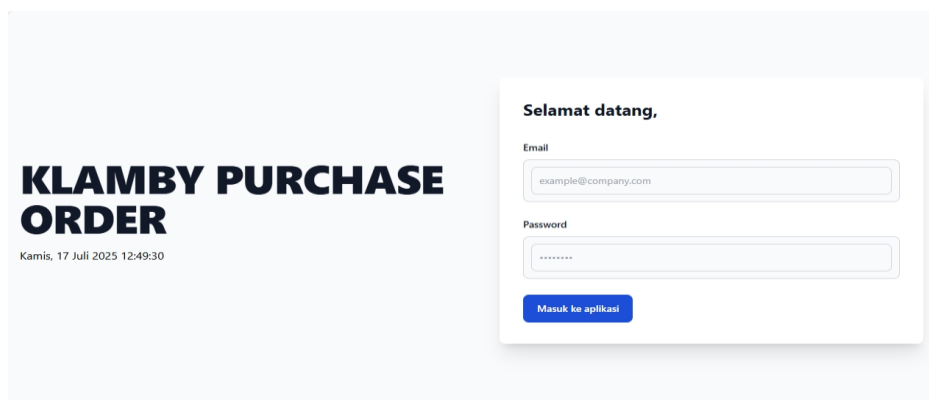 KLAMBY PURCHASE
ORDER
Kamis, 17 Juli 2025 12:49:30
Selamat datang,
Email
example@company.com
Password
••••••••
Masuk ke aplikasi